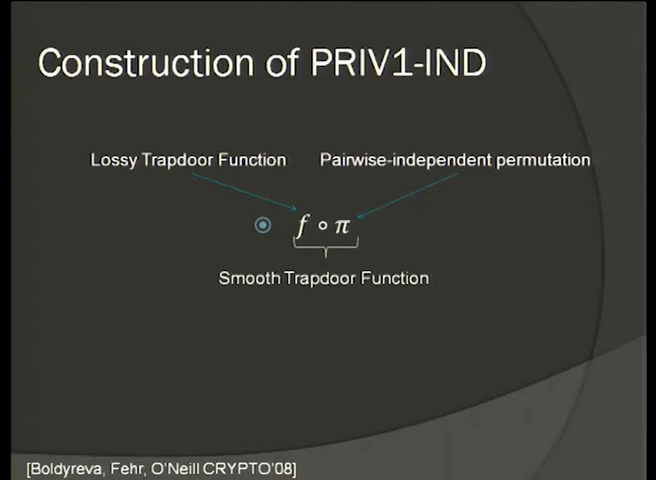 Construction of PRIV1-IND
Lossy Trapdoor Function
Pairwise-independent permutation
f ∘ π
Smooth Trapdoor Function
[Boldyreva, Fehr, O'Neill CRYPTO'08]